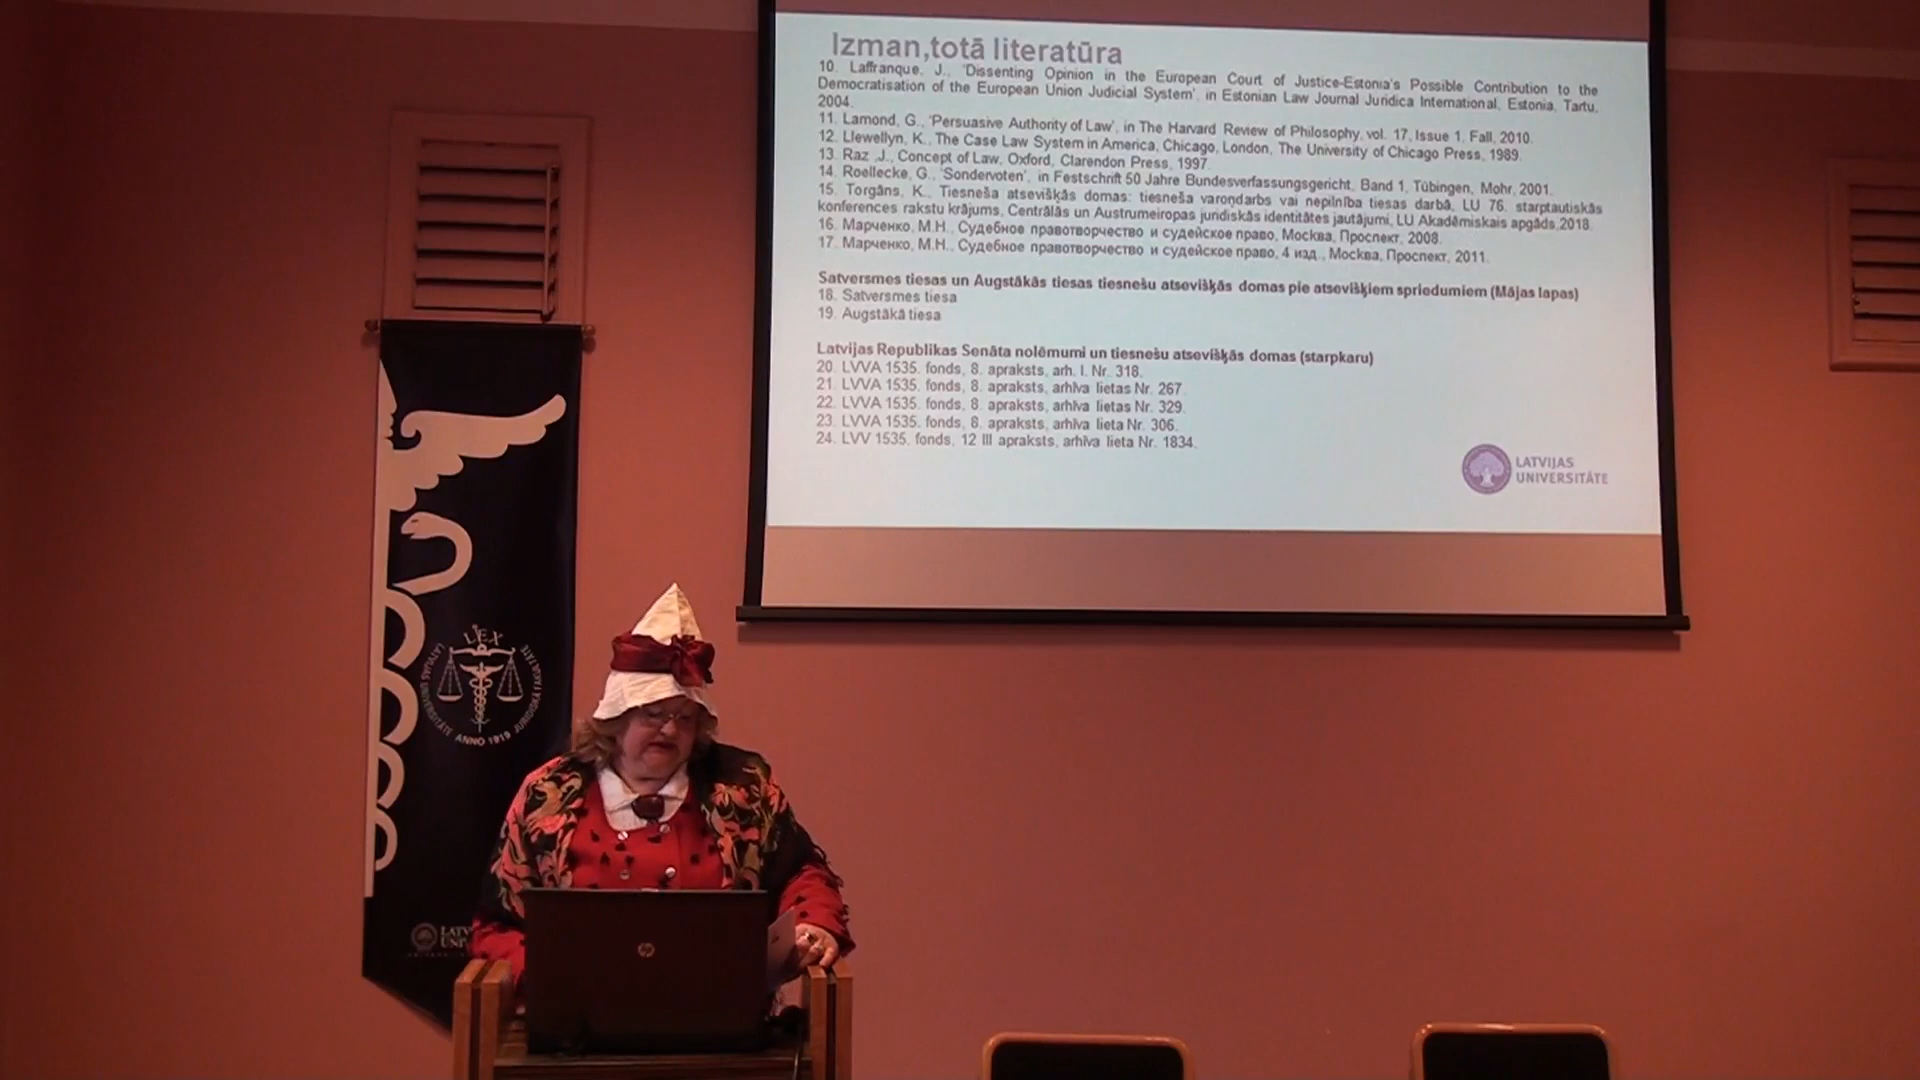 Izman,totā literatūra
10. Laffranque, J., 'Dissenting Opinion in the European Court of Justice-Estonia's Possible Contribution to the
Democratisation of the European Union Judicial System', in Estonian Law Journal Juridica International, Estonia, Tartu,
2004.
11. Lamond, G., 'Persuasive Authority of Law', in The Harvard Review of Philosophy, vol. 17, Issue 1, Fall, 2010.
12. Llewellyn, K., The Case Law System in America, Chicago, London, The University of Chicago Press, 1989.
13. Raz J., Concept of Law, Oxford, Clarendon Press, 1997.
14. Roellecke, G., 'Sondervoten', in Festschrift 50 Jahre Bundesverfassungsgericht, Band 1, Tübingen, Mohr, 2001.
15. Torgāns, K., Tiesneša atsevišķās domas: tiesneša varoņdarbs vai nepilnība tiesas darbā, LU 76. starptautiskās
konferences rakstu krājums, Centrālās un Austrumeiropas juridiskās identitātes jautājumi, LU Akadēmiskais apgāds,2018.
16. Марченко, М.Н., Судебное правотворчество и судейское право, Москва, Проспект, 2008.
17. Марченко, М.Н., Судебное правотворчество и судейское право, 4 изд., Москва, Проспект, 2011.
Satversmes tiesas un Augstākās tiesas tiesnešu atsevišķās domas pie atsevišķiem spriedumiem (Mājas lapas)
18. Satversmes tiesa
19. Augstākā tiesa
Latvijas Republikas Senāta nolēmumi un tiesnešu atsevišķās domas (starpkaru)
20. LVVA 1535. fonds, 8. apraksts, arh. l. Nr. 318.
21. LVVA 1535. fonds, 8. apraksts, arhīva lietas Nr. 267.
22. LVVA 1535. fonds, 8. apraksts, arhīva lietas Nr. 329.
23. LVVA 1535. fonds, 8. apraksts, arhīva lieta Nr. 306.
24. LVV 1535. fonds, 12 III apraksts, arhīva lieta Nr. 1834.
LATVIJAS
UNIVERSITĀTE
LEX
LATVIJAS UNIVERSITĀTE JURIDISKĀ FAKULTĀTE
ANNO 1919
LATV
UNI
hp